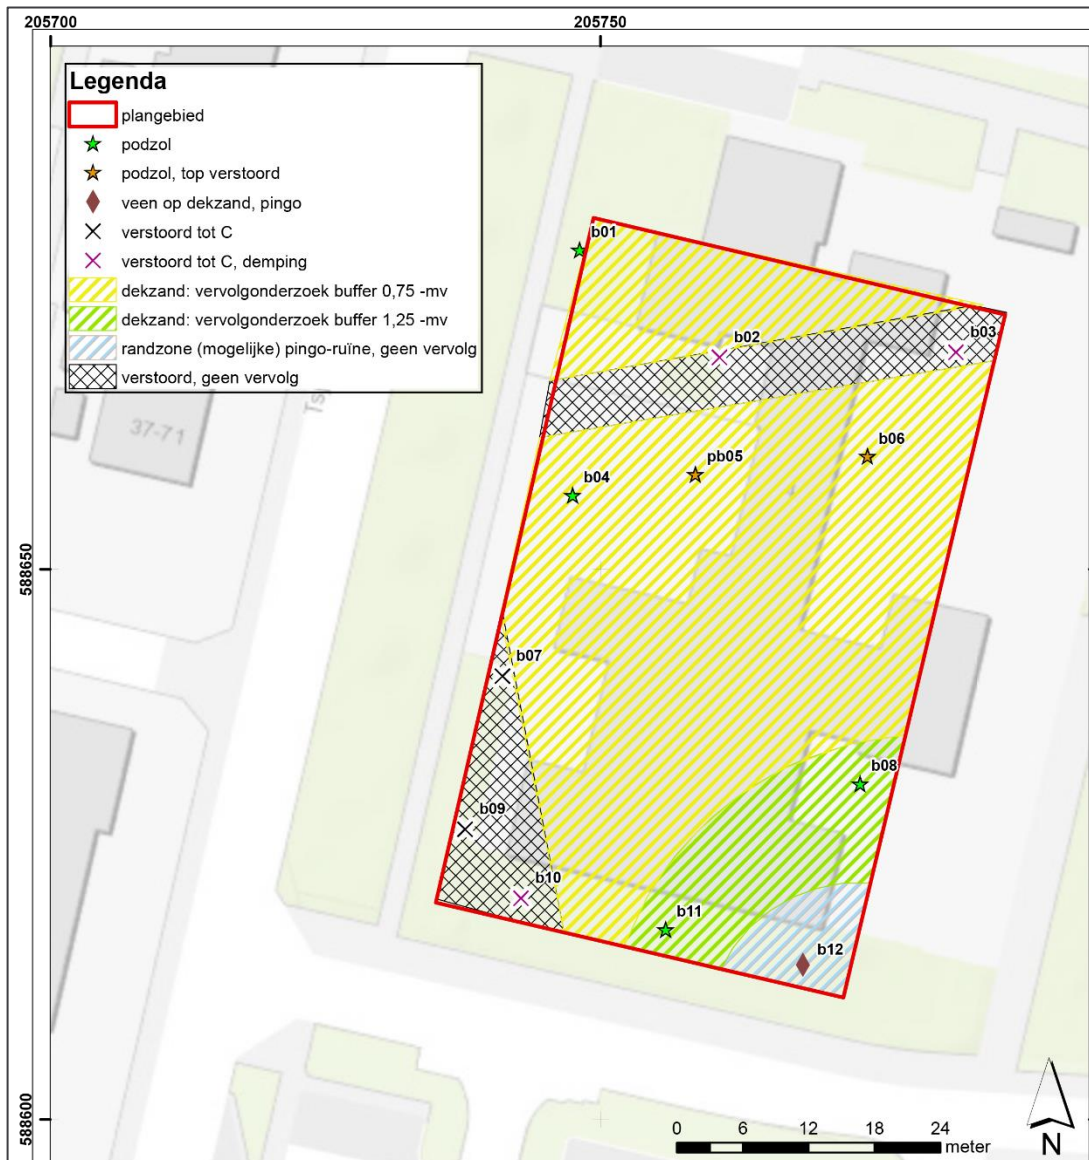 205700
205750
Legenda
plangebied
podzol
podzol, top verstoord
veen op dekzand, pingo
verstoord tot C
verstoord tot C, demping
dekzand: vervolgonderzoek buffer 0,75 -mv
dekzand: vervolgonderzoek buffer 1,25 -mv
randzone (mogelijke) pingo-ruïne, geen vervolg
verstoord, geen vervolg
b01
b02
b03
Ts
37-71
b06
pb05
b04
588650
b07
b08
b09
b10
b11
b12
588600
0 6 12 18 24
meter
N